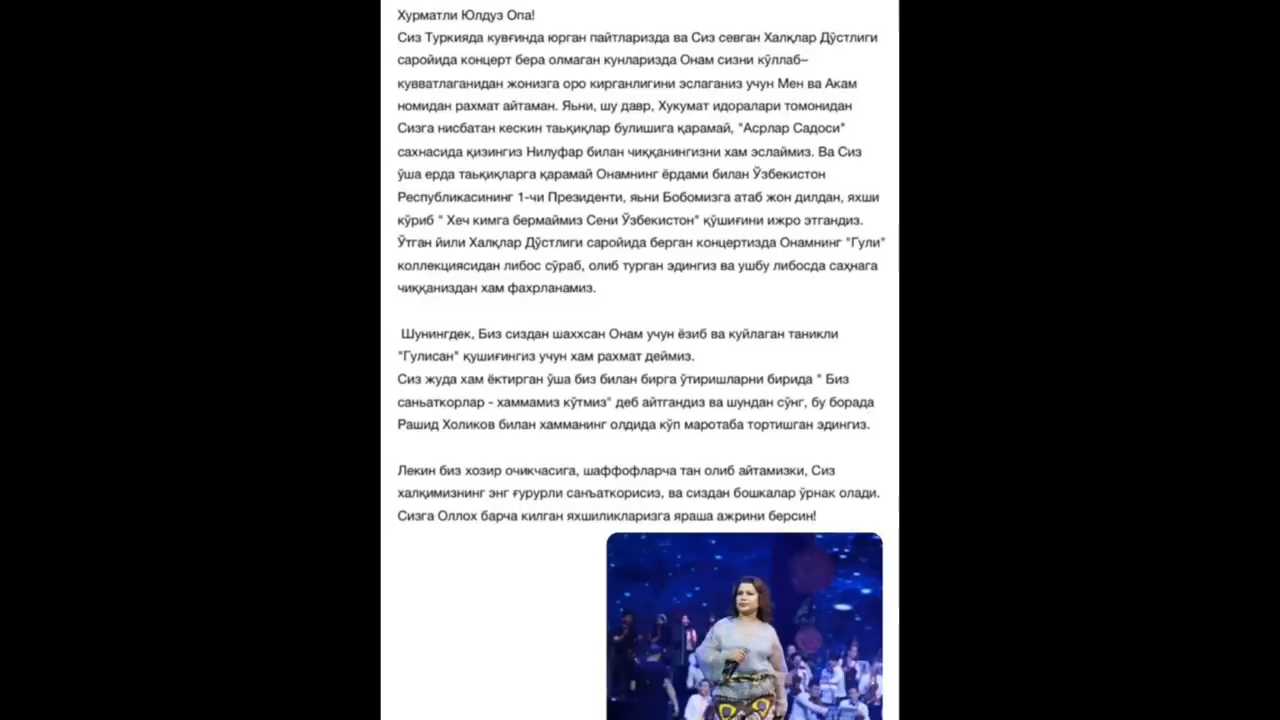 Хурматли Юлдуз Опа!
Сиз Туркияда кувғинда юрган пайтларизда ва Сиз севган Халқлар Дўстлиги
саройида концерт бера олмаган кунларизда Онам сизни кўллаб–
кувватлаганидан жонизга оро кирганлигини эслаганиз учун Мен ва Акам
номидан рахмат айтаман. Яьни, шу давр, Хукумат идоралари томонидан
Сизга нисбатан кескин таьқиқлар булишига қарамай, "Асрлар Садоси"
сахнасида қизингиз Нилуфар билан чиққанингизни хам эслаймиз. Ва Сиз
ўша ерда таьқиқларга қарамай Онамнинг ёрдами билан Ўзбекистон
Республикасининг 1-чи Президенти, яьни Бобомизга атаб жон дилдан, яхши
кўриб " Хеч кимга бермаймиз Сени Ўзбекистон" қўшиғини ижро этгандиз.
Ўтган йили Халқлар Дўстлиги саройида берган концертизда Онамнинг "Гули"
коллекциясидан либос сўраб, олиб турган эдингиз ва ушбу либосда саҳнага
чиққаниздан хам фахрланамиз.
Шунингдек, Биз сиздан шаххсан Онам учун ёзиб ва куйлаган таникли
"Гулисан" қушиғингиз учун хам рахмат деймиз.
Сиз жуда хам ёктирган ўша биз билан бирга ўтиришларни бирида " Биз
саньаткорлар - хаммамиз кўтмиз" деб айтгандиз ва шундан сўнг, бу борада
Рашид Холиков билан хамманинг олдида кўп маротаба тортишган эдингиз.
Лекин биз хозир очикчасига, шаффофларча тан олиб айтамизки, Сиз
халқимизнинг энг ғурурли санъаткорисиз, ва сиздан бошкалар ўрнак олади.
Сизга Оллох барча килган яхшиликларизга яраша ажрини берсин!